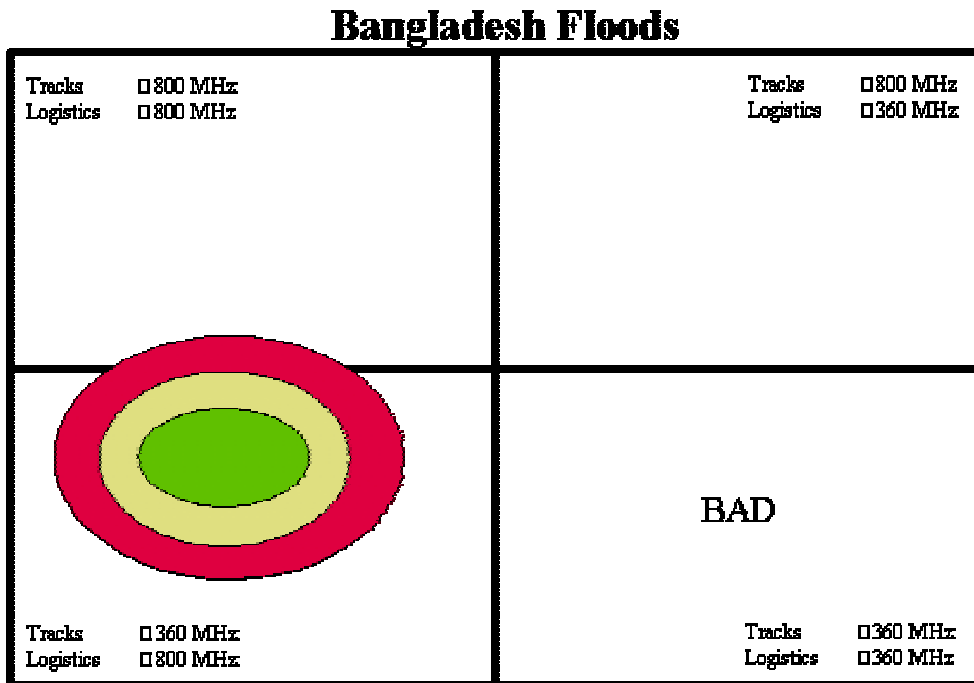 Bangladesh Floods
Tracks □800 MHz
Logistics □800 MHz
Tracks □800 MHz
Logistics □360 MHz
BAD
Tracks □360 MHz
Logistics □800 MHz
Tracks □360 MHz
Logistics □360 MHz